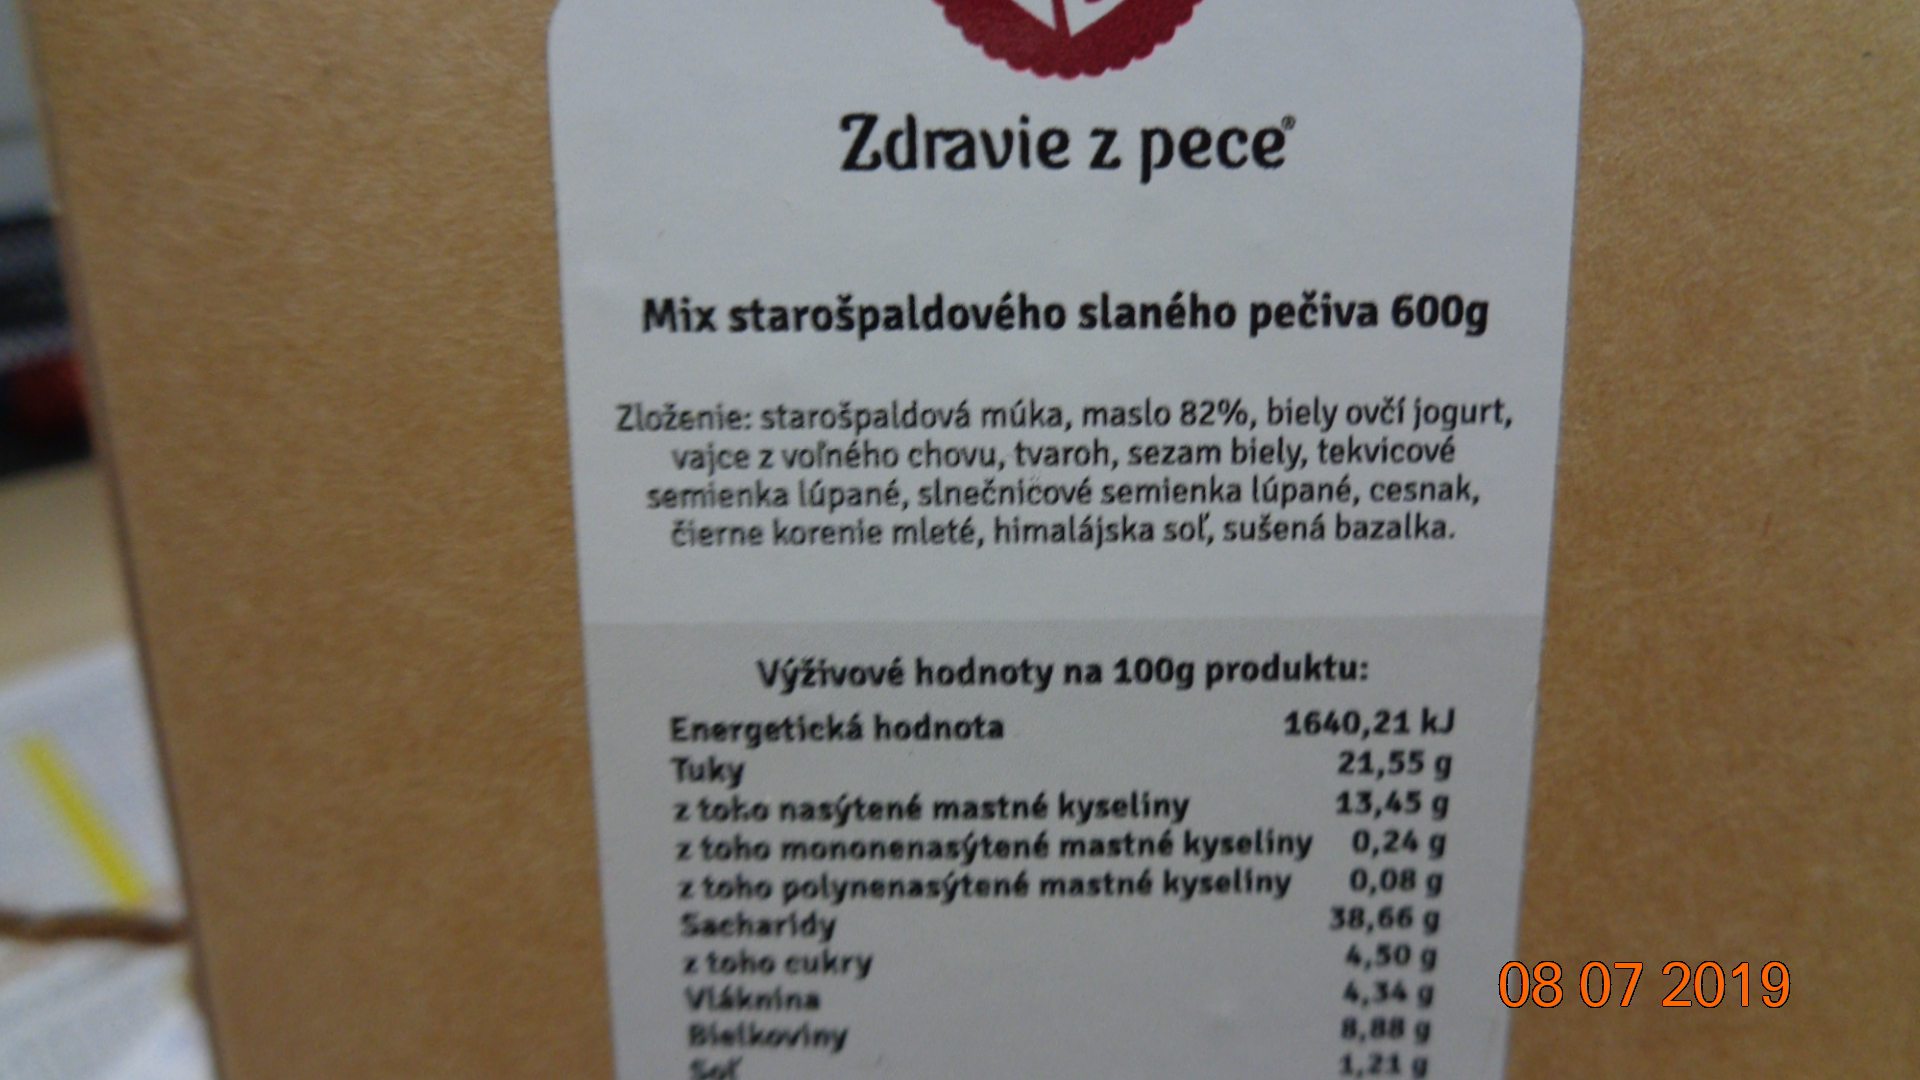 Zdravie z pece®
Mix starošpaldového slaného pečiva 600g
Zloženie: starošpaldová múka, maslo 82%, biely ovčí jogurt,
vajce z voľného chovu, tvaroh, sezam biely, tekvicové
semienka lúpané, slnečnicové semienka lúpané, cesnak,
čierne korenie mleté, himalájska soľ, sušená bazalka.
Výživové hodnoty na 100g produktu:
Energetická hodnota 1640,21 kJ
Tuky 21,55 g
z toho nasýtené mastné kyseliny 13,45 g
z toho mononenasýtené mastné kyseliny 0,24 g
z toho polynenasýtené mastné kyseliny 0,08 g
Sacharidy 38,66 g
z toho cukry 4,50 g
Vláknina 4,34 g
Bielkoviny 8,88 g
Soľ 1,21 g
08 07 2019